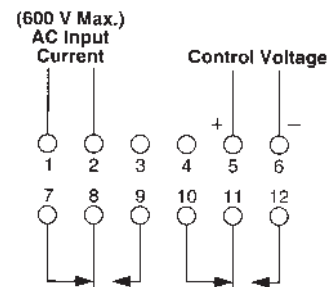 (600 V Max.)
AC Input
Current
Control Voltage
+ −
1 2 3 4 5 6
7 8 9 10 11 12